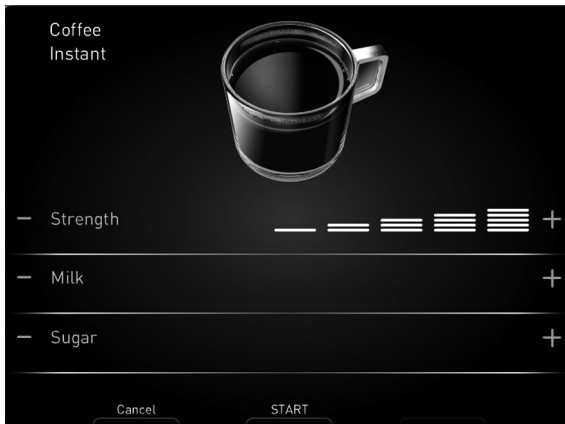 Coffee
Instant
− Strength +
− Milk +
− Sugar +
Cancel START